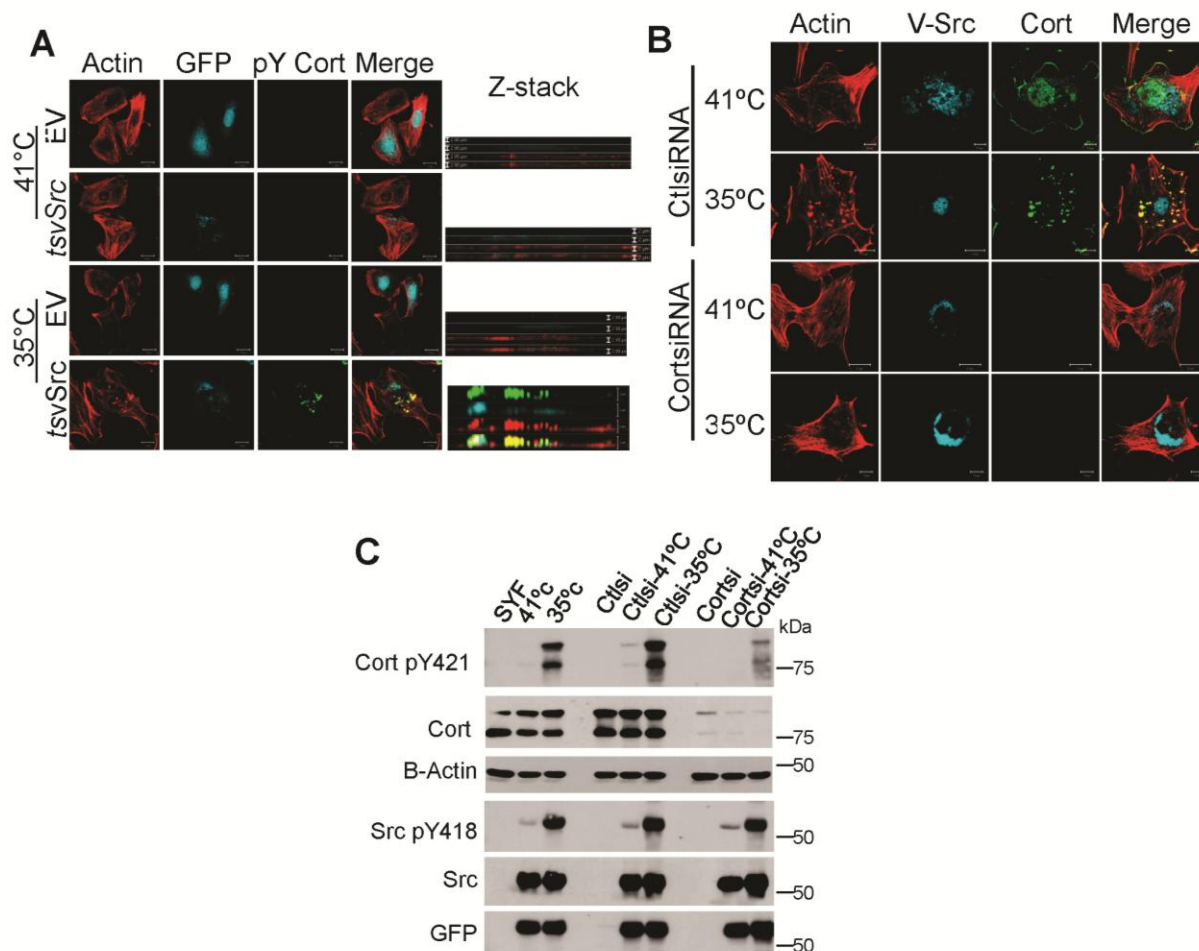 A
Actin GFP pY Cort Merge
Z-stack
41°C
EV
tsvSrc
35°C
EV
tsvSrc
B
Actin V-Src Cort Merge
CtlsiRNA
41ºC
35ºC
CortsiRNA
41ºC
35ºC
C
SYF 41ºc 35ºc Ctlsi Ctlsi-41ºC Ctlsi-35ºC Cortsi Cortsi-41ºC Cortsi-35ºC
kDa
Cort pY421
75
Cort
75
B-Actin
50
Src pY418
50
Src
50
GFP
50